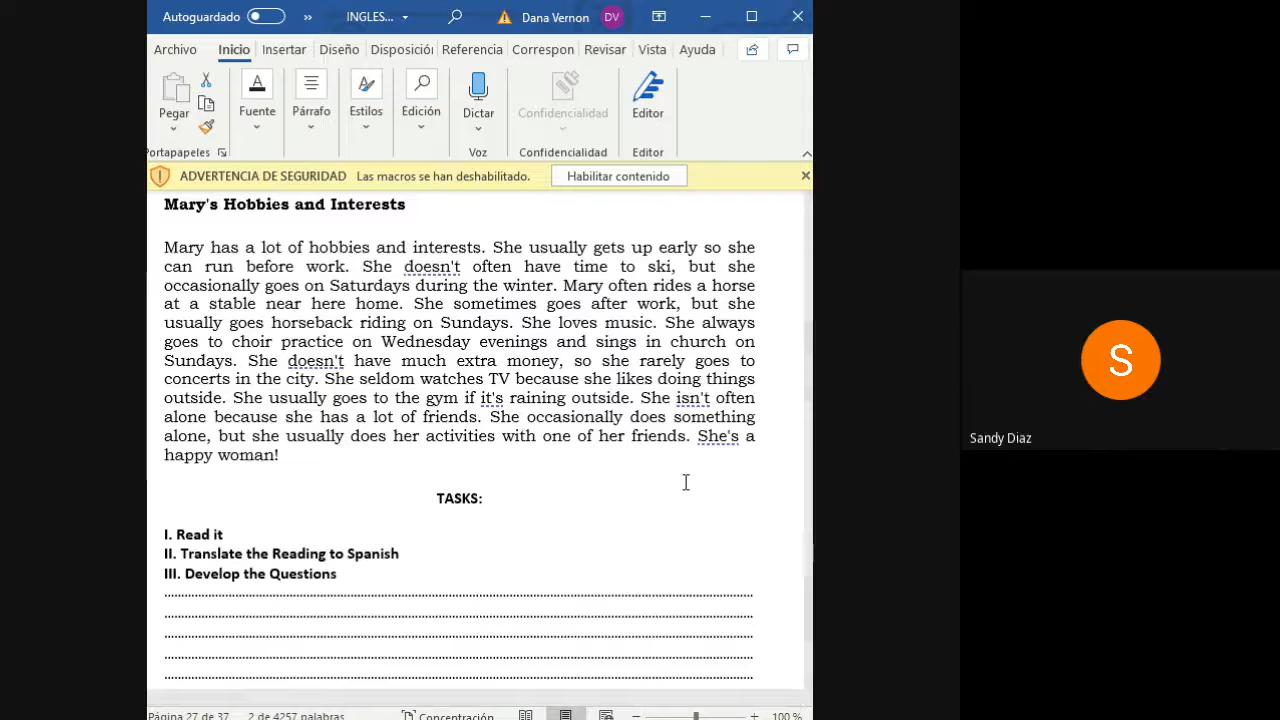 Autoguardado
INGLES...
Dana Vernon
DV
Archivo Inicio Insertar Diseño Disposición Referencia Correspon Revisar Vista Ayuda
Pegar
Fuente
Párrafo
Estilos
Edición
Dictar
Confidencialidad
Editor
Portapapeles
Voz
Confidencialidad
Editor
ADVERTENCIA DE SEGURIDAD Las macros se han deshabilitado. Habilitar contenido
Mary's Hobbies and Interests
Mary has a lot of hobbies and interests. She usually gets up early so she
can run before work. She doesn't often have time to ski, but she
occasionally goes on Saturdays during the winter. Mary often rides a horse
at a stable near here home. She sometimes goes after work, but she
usually goes horseback riding on Sundays. She loves music. She always
goes to choir practice on Wednesday evenings and sings in church on
Sundays. She doesn't have much extra money, so she rarely goes to
concerts in the city. She seldom watches TV because she likes doing things
outside. She usually goes to the gym if it's raining outside. She isn't often
alone because she has a lot of friends. She occasionally does something
alone, but she usually does her activities with one of her friends. She's a
happy woman!
TASKS:
I. Read it
II. Translate the Reading to Spanish
III. Develop the Questions
Página 27 de 37 2 de 4257 palabras Concentración 100 %
S
Sandy Diaz